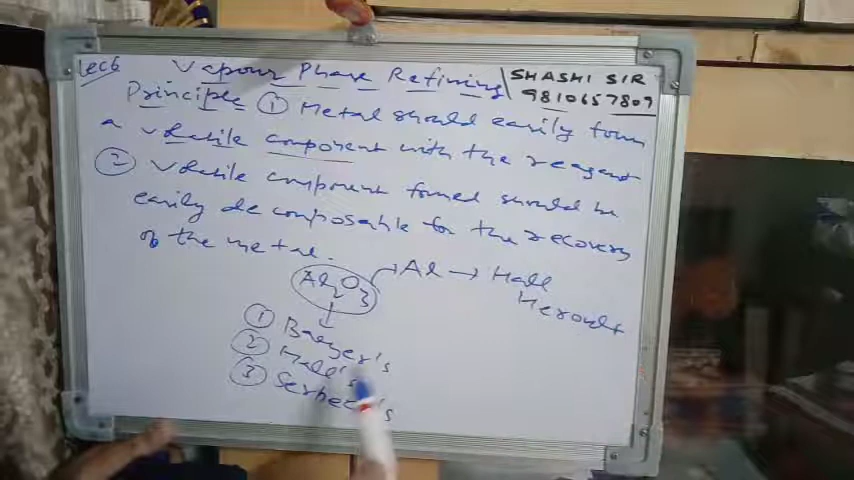 Lec6 Vapour Phase Refining SHASHI SIR
9810657809
Principle ① Metal should easily form
a volatile component with the reagent
② Volatile component formed should be
easily decomposable for the recovery
of the metal.
Al2O3 → Al → Hall
Heroult
① Baeyer's
② Hall's
③ Serpeck's